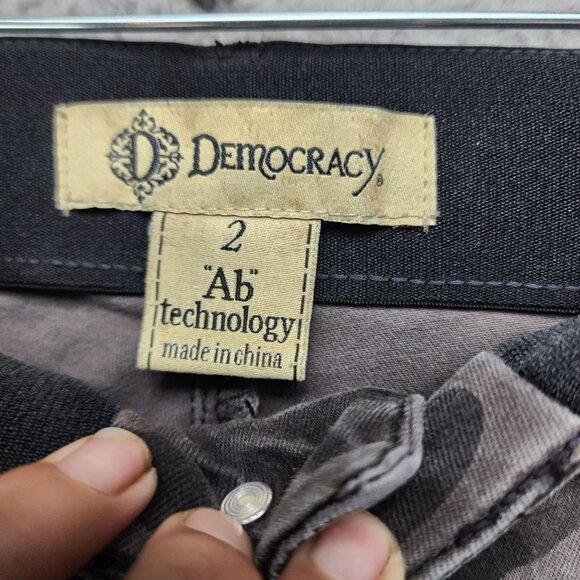 D DEMOCRACY®
2
"Ab"
technology
made in china